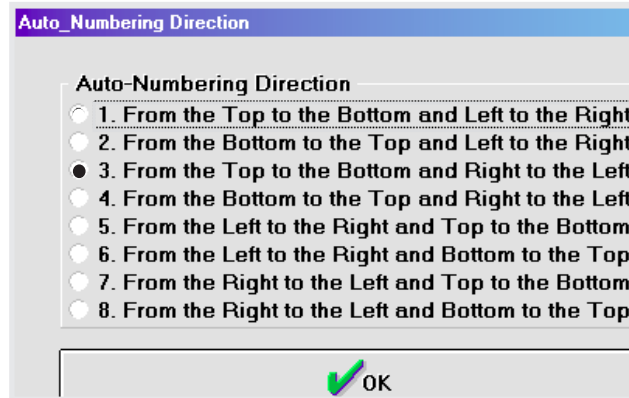 Auto_Numbering Direction
Auto-Numbering Direction
1. From the Top to the Bottom and Left to the Right
2. From the Bottom to the Top and Left to the Right
3. From the Top to the Bottom and Right to the Left
4. From the Bottom to the Top and Right to the Left
5. From the Left to the Right and Top to the Bottom
6. From the Left to the Right and Bottom to the Top
7. From the Right to the Left and Top to the Bottom
8. From the Right to the Left and Bottom to the Top
OK